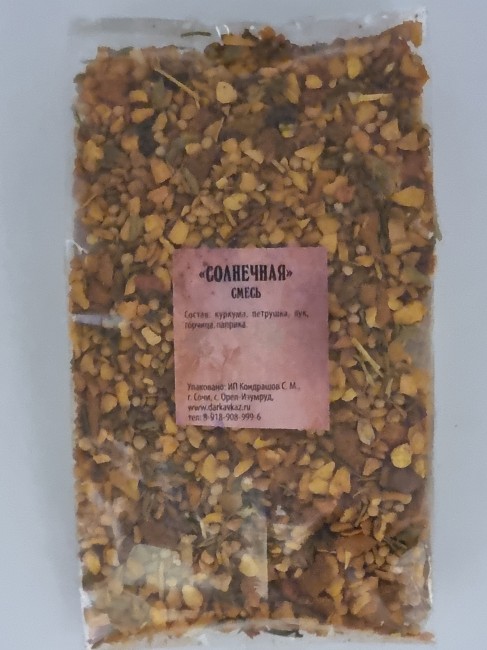 «СОЛНЕЧНАЯ»
СМЕСЬ
Состав: куркума, петрушка, лук,
горчица, паприка.
Упаковано: ИП Кондрашов С. М.,
г. Сочи, с. Орел-Изумруд,
www.darkavkaz.ru
тел: 8-918-908-999-6